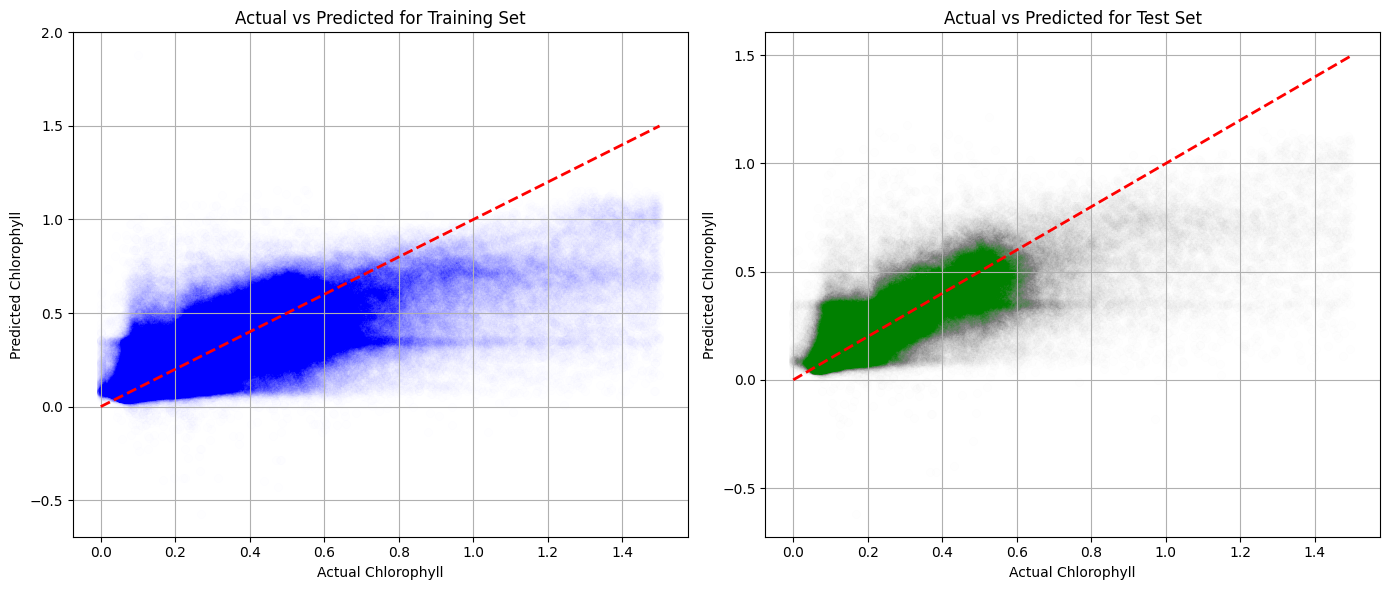 Actual vs Predicted for Training Set
2.0
1.5
1.0
0.5
0.0
−0.5
Predicted Chlorophyll
0.0 0.2 0.4 0.6 0.8 1.0 1.2 1.4
Actual Chlorophyll
Actual vs Predicted for Test Set
1.5
1.0
0.5
0.0
−0.5
Predicted Chlorophyll
0.0 0.2 0.4 0.6 0.8 1.0 1.2 1.4
Actual Chlorophyll